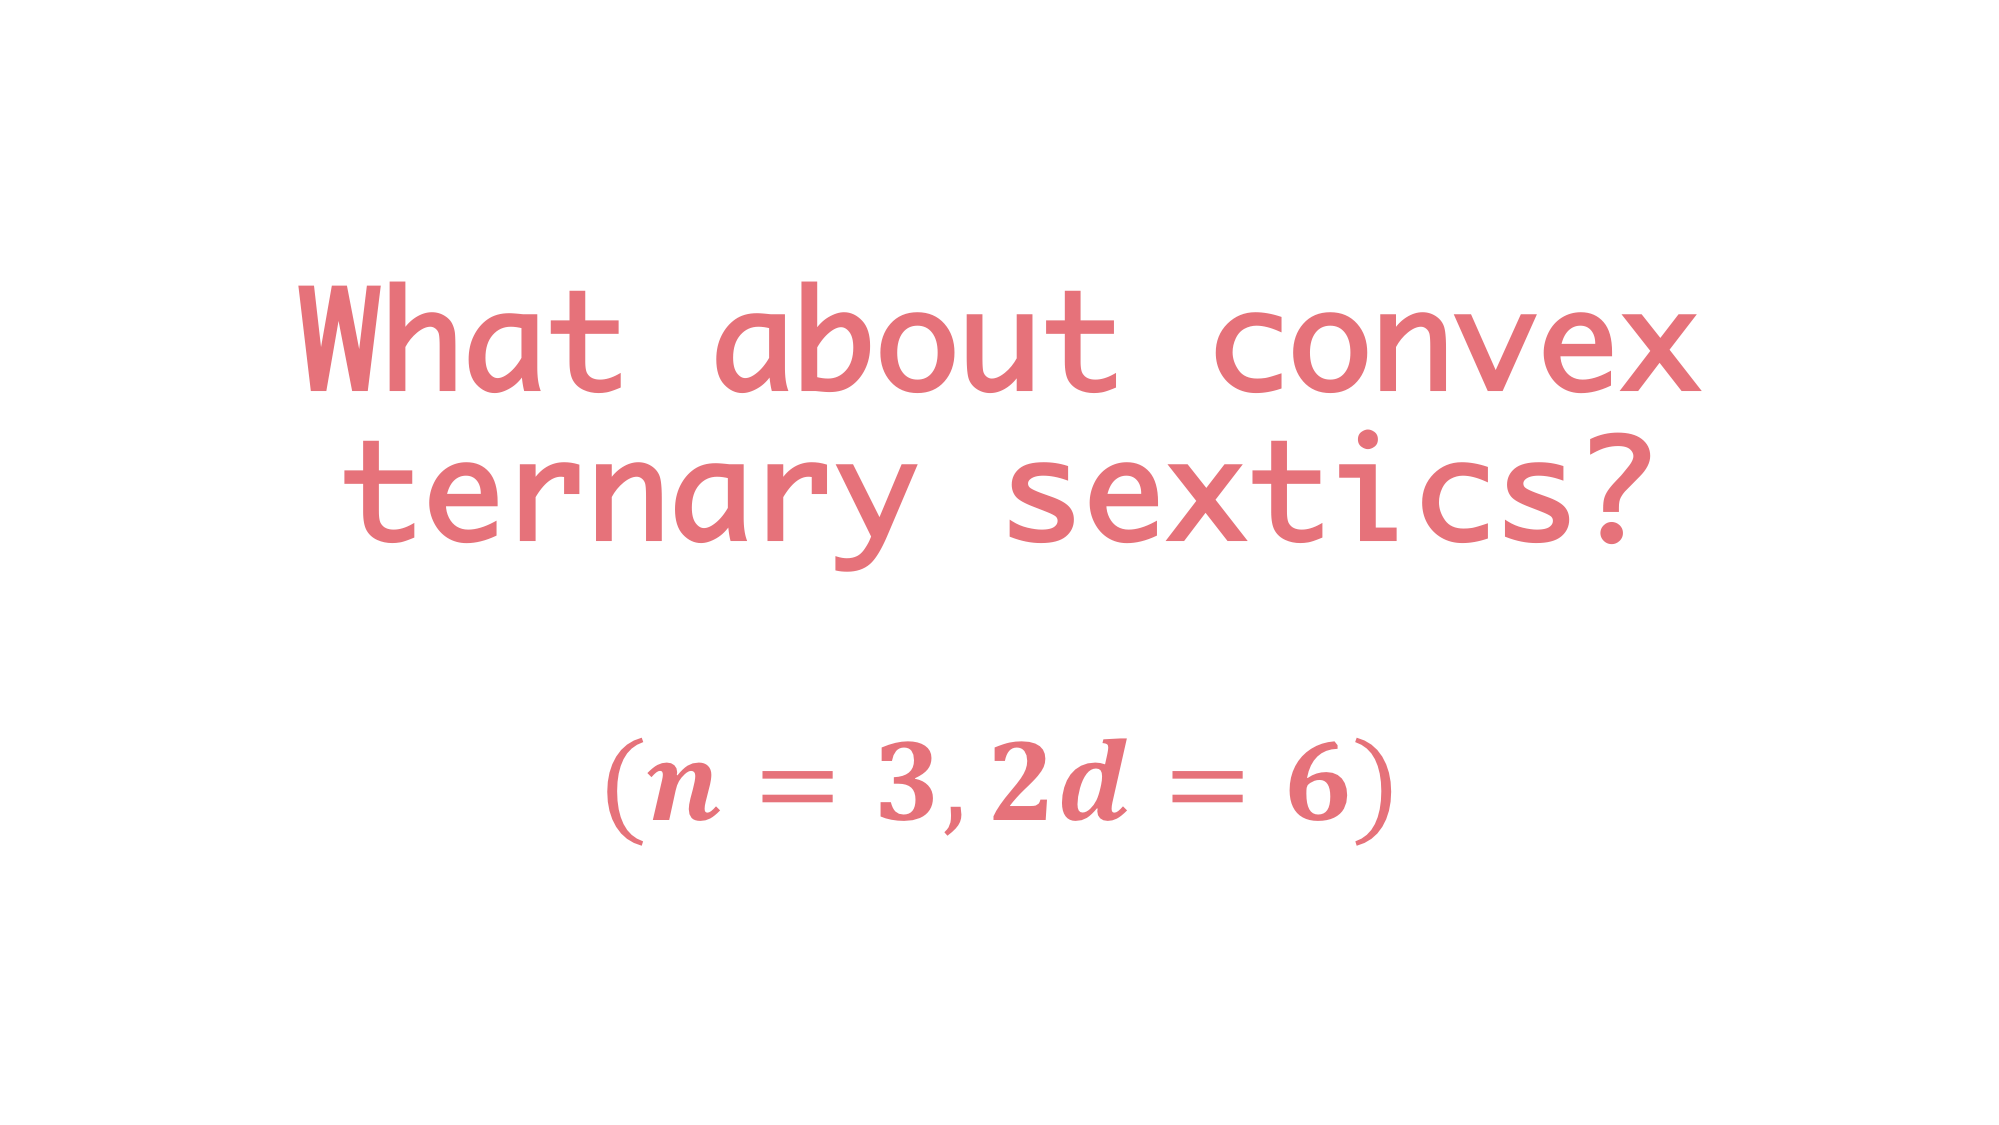 What about convex
ternary sextics?
(n = 3, 2d = 6)